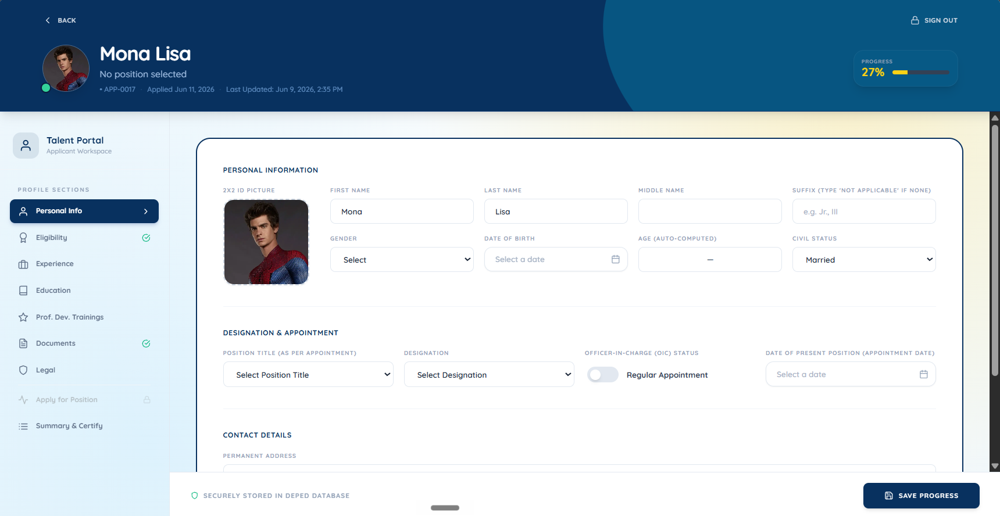 BACK
SIGN OUT
Mona Lisa
No position selected
• APP-0017 · Applied Jun 11, 2026 · Last Updated: Jun 9, 2026, 2:35 PM
PROGRESS
27%
Talent Portal
Applicant Workspace
PROFILE SECTIONS
Personal Info
Eligibility
Experience
Education
Prof. Dev. Trainings
Documents
Legal
Apply for Position
Summary & Certify
PERSONAL INFORMATION
2X2 ID PICTURE
FIRST NAME
LAST NAME
MIDDLE NAME
SUFFIX (TYPE 'NOT APPLICABLE' IF NONE)
Mona
Lisa
e.g. Jr., III
GENDER
DATE OF BIRTH
AGE (AUTO-COMPUTED)
CIVIL STATUS
Select
Select a date
—
Married
DESIGNATION & APPOINTMENT
POSITION TITLE (AS PER APPOINTMENT)
DESIGNATION
OFFICER-IN-CHARGE (OIC) STATUS
DATE OF PRESENT POSITION (APPOINTMENT DATE)
Select Position Title
Select Designation
Regular Appointment
Select a date
CONTACT DETAILS
PERMANENT ADDRESS
SECURELY STORED IN DEPED DATABASE
SAVE PROGRESS